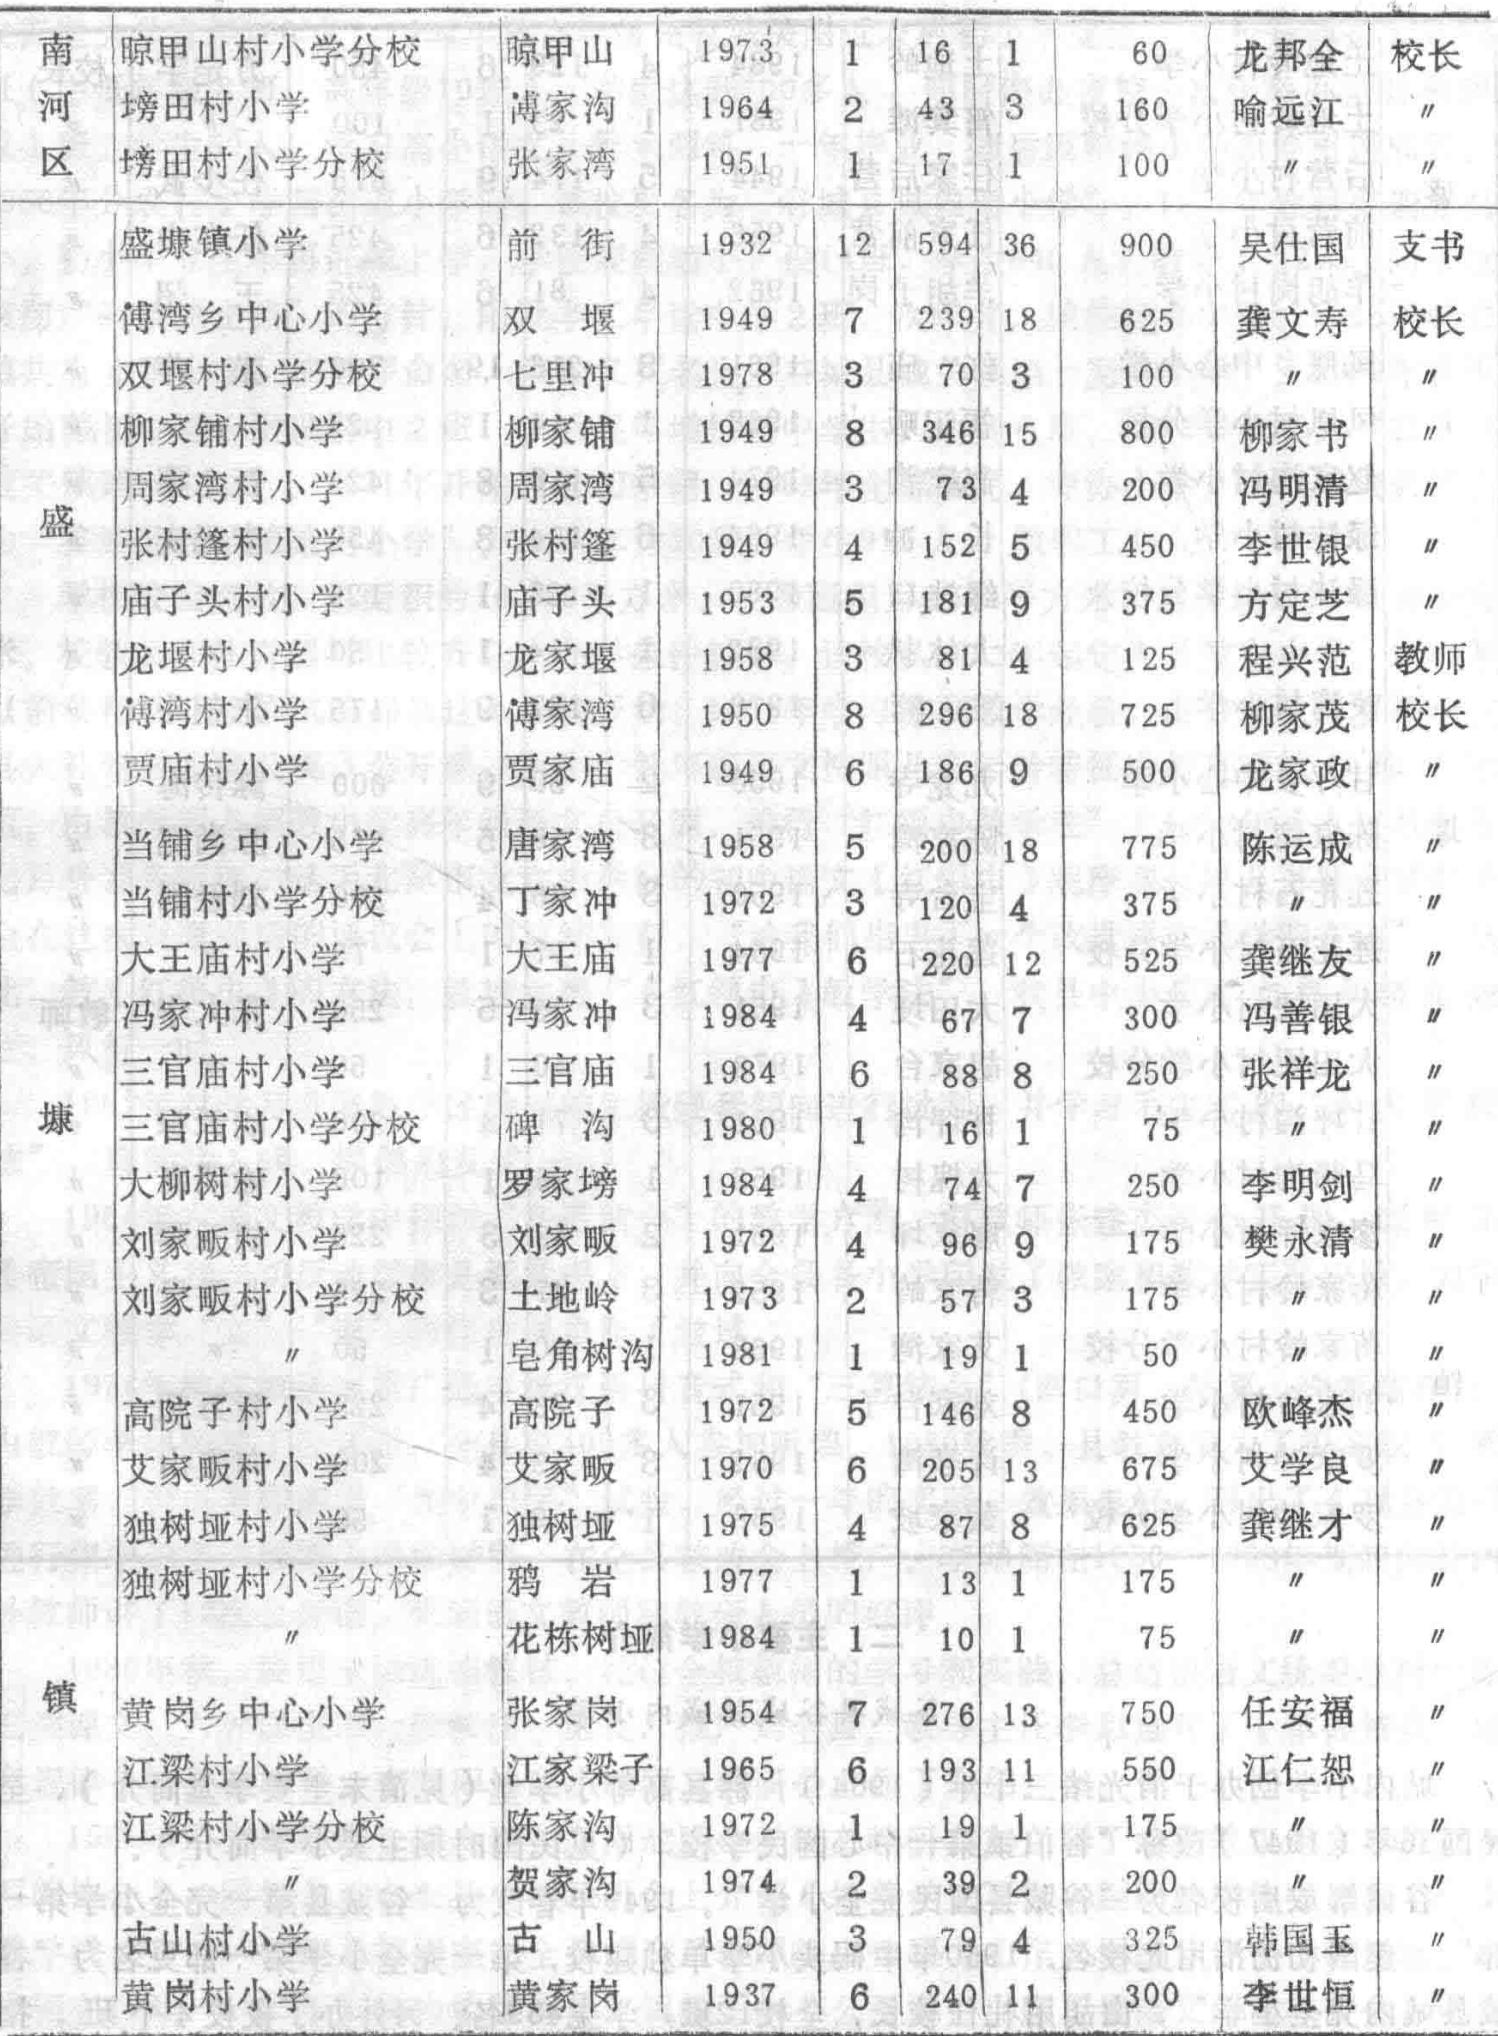 南 晾甲山村小学分校 晾甲山 1973 1 16 1 60 龙邦全 校长
河 塝田村小学 溥家沟 1964 2 43 3 160 喻远江 〃
区 塝田村小学分校 张家湾 1951 1 17 1 100 〃 〃
盛塘镇小学 前 街 1932 12 594 36 900 吴仕国 支书
傅湾乡中心小学 双 堰 1949 7 239 18 625 龚文寿 校长
双堰村小学分校 七里冲 1978 3 70 3 100 〃 〃
柳家铺村小学 柳家铺 1949 8 346 15 800 柳家书 〃
周家湾村小学 周家湾 1949 3 73 4 200 冯明清 〃
盛 张村篷村小学 张村篷 1949 4 152 5 450 李世银 〃
庙子头村小学 庙子头 1953 5 181 9 375 方定芝 〃
龙堰村小学 龙家堰 1958 3 81 4 125 程兴范 教师
傅湾村小学 傅家湾 1950 8 296 18 725 柳家茂 校长
贾庙村小学 贾家庙 1949 6 186 9 500 龙家政 〃
当铺乡中心小学 唐家湾 1958 5 200 18 775 陈运成 〃
当铺村小学分校 丁家冲 1972 3 120 4 375 〃 〃
大王庙村小学 大王庙 1977 6 220 12 525 龚继友 〃
冯家冲村小学 冯家冲 1984 4 67 7 300 冯善银 〃
三官庙村小学 三官庙 1984 6 88 8 250 张祥龙 〃
塘 三官庙村小学分校 碑 沟 1980 1 16 1 75 〃 〃
大柳树村小学 罗家塝 1984 4 74 7 250 李明剑 〃
刘家畈村小学 刘家畈 1972 4 96 9 175 樊永清 〃
刘家畈村小学分校 土地岭 1973 2 57 3 175 〃 〃
〃 皂角树沟 1981 1 19 1 50 〃 〃
高院子村小学 高院子 1972 5 146 8 450 欧峰杰 〃
艾家畈村小学 艾家畈 1970 6 205 13 675 艾学良 〃
独树垭村小学 独树垭 1975 4 87 8 625 龚继才 〃
独树垭村小学分校 鸦 岩 1977 1 13 1 175 〃 〃
〃 花栎树垭 1984 1 10 1 75 〃 〃
镇 黄岗乡中心小学 张家岗 1954 7 276 13 750 任安福 〃
江梁村小学 江家梁子 1965 6 193 11 550 江仁恕 〃
江梁村小学分校 陈家沟 1972 1 19 1 175 〃 〃
〃 贺家沟 1974 2 39 2 200 〃 〃
古山村小学 古 山 1950 3 79 4 325 韩国玉 〃
黄岗村小学 黄家岗 1937 6 240 11 300 李世恒 〃